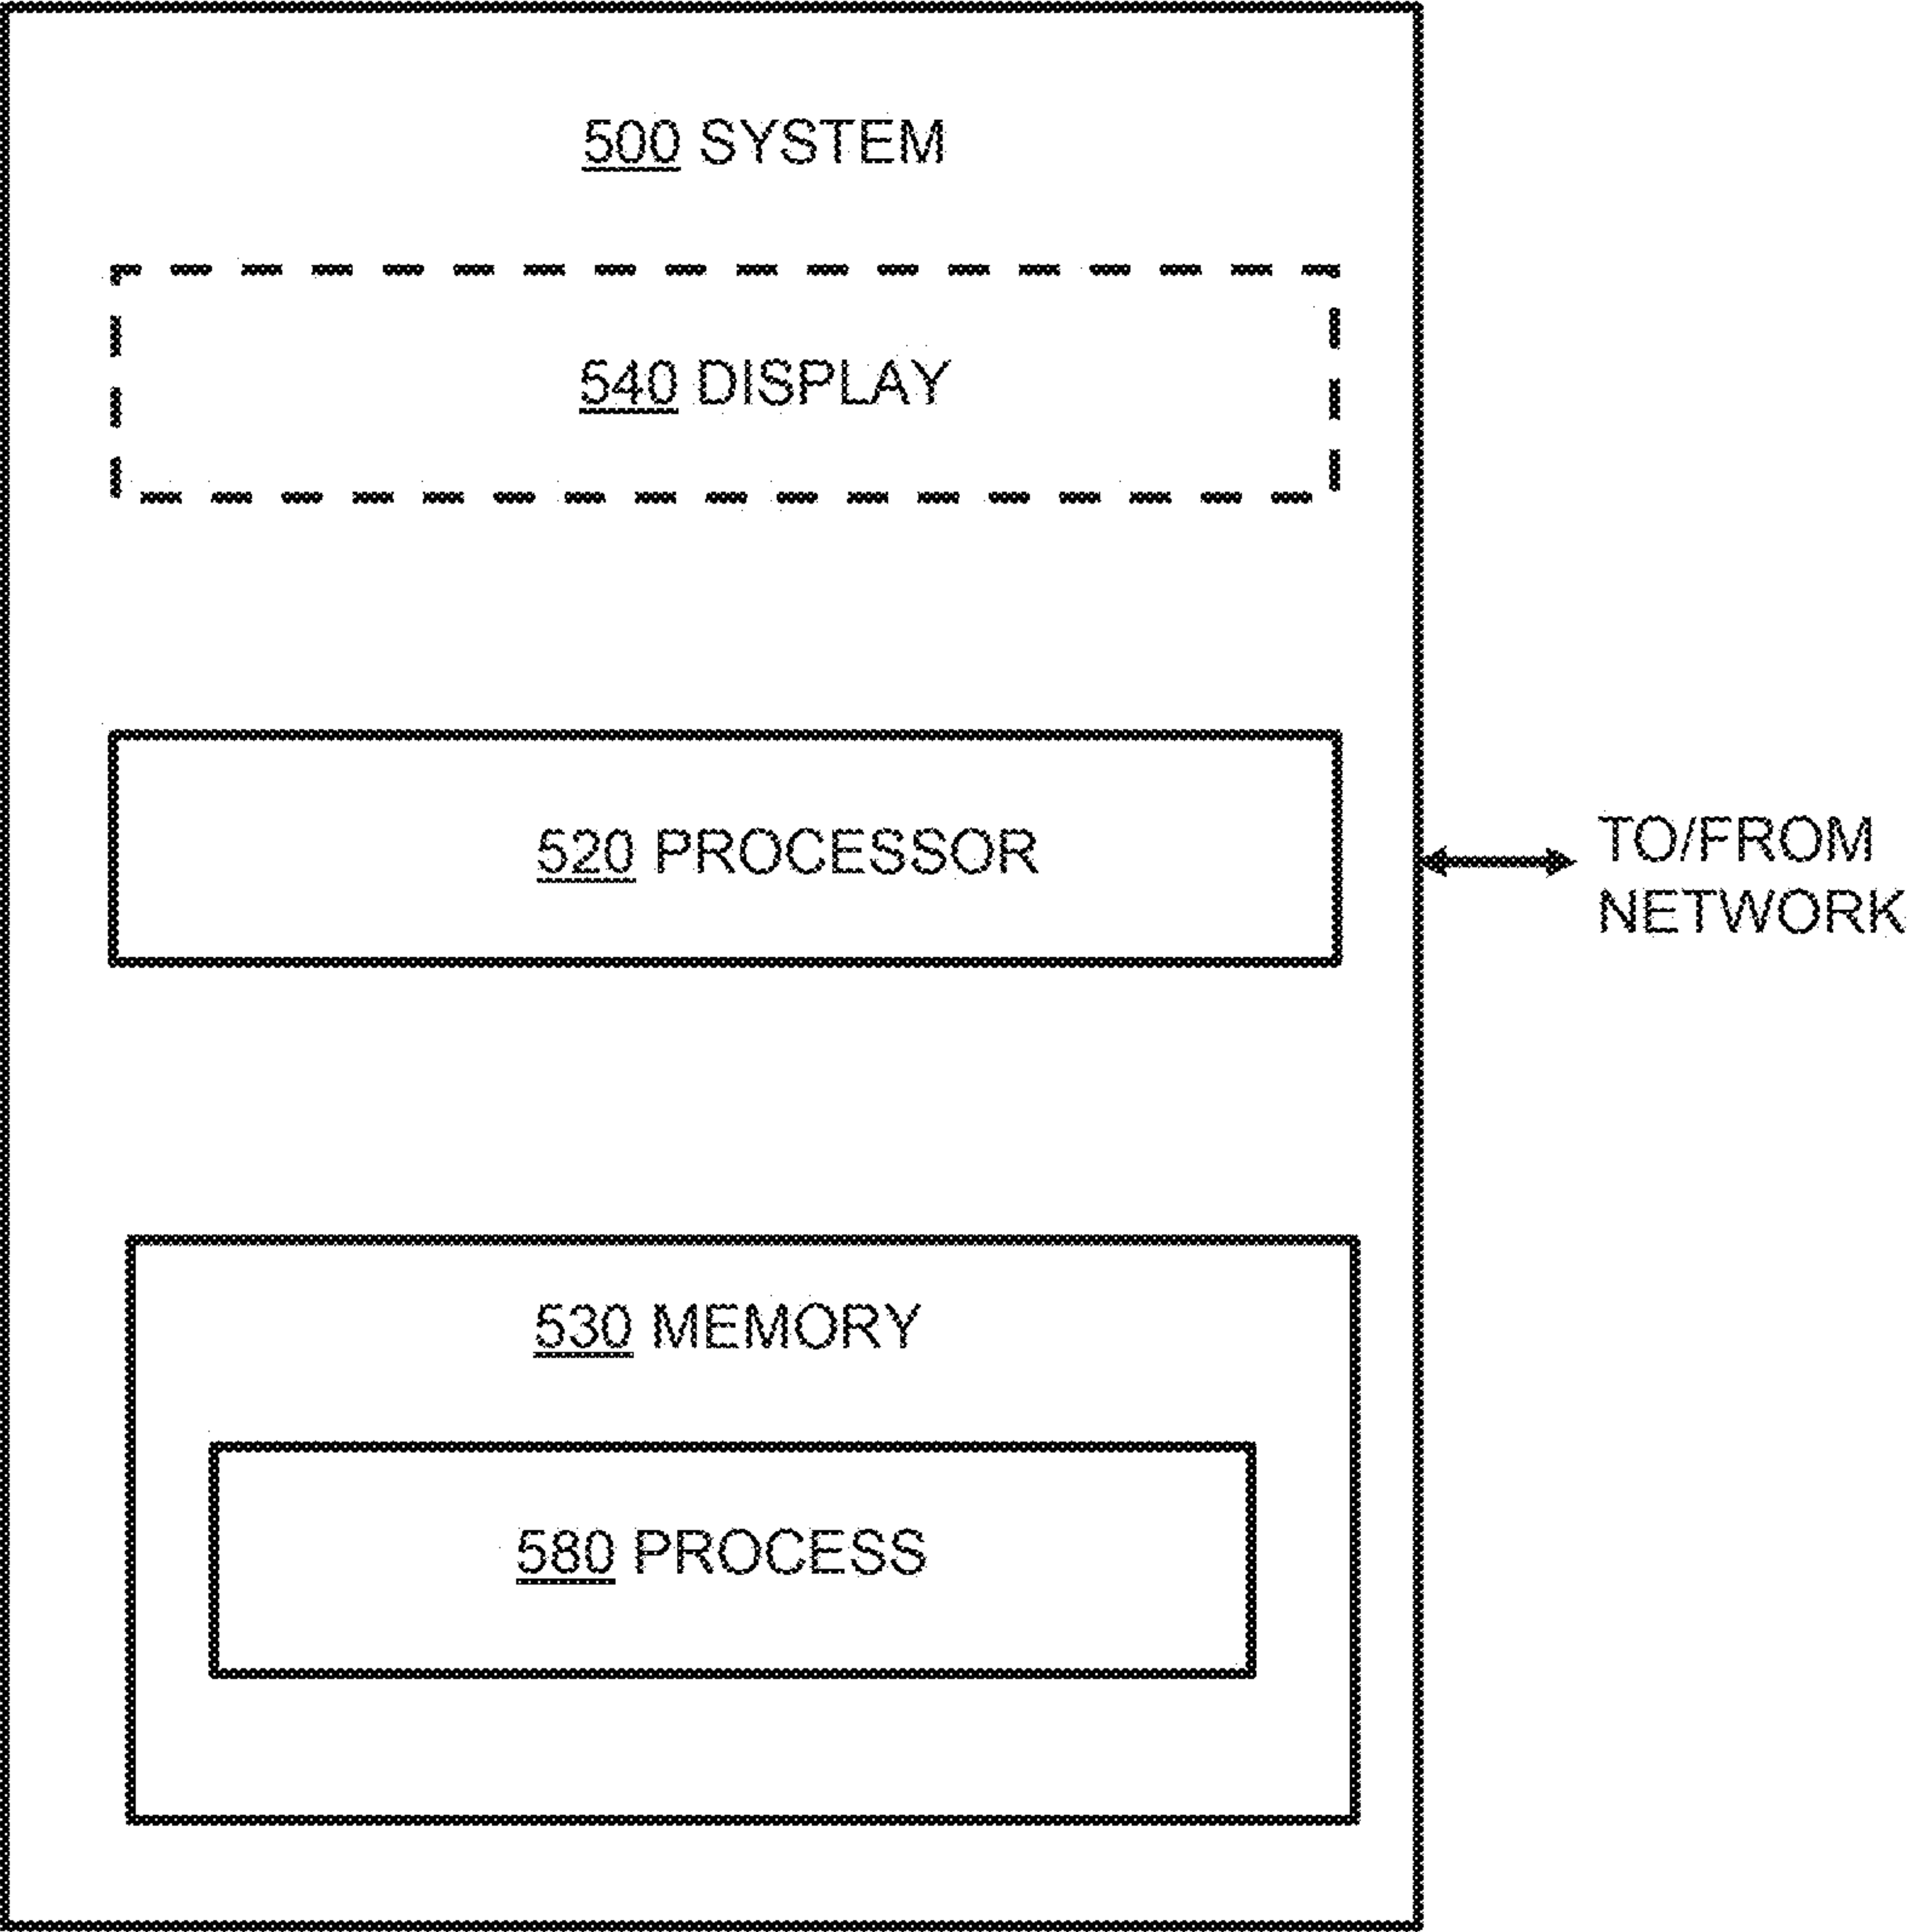 500 SYSTEM
540 DISPLAY
520 PROCESSOR
TO/FROM
NETWORK
530 MEMORY
580 PROCESS